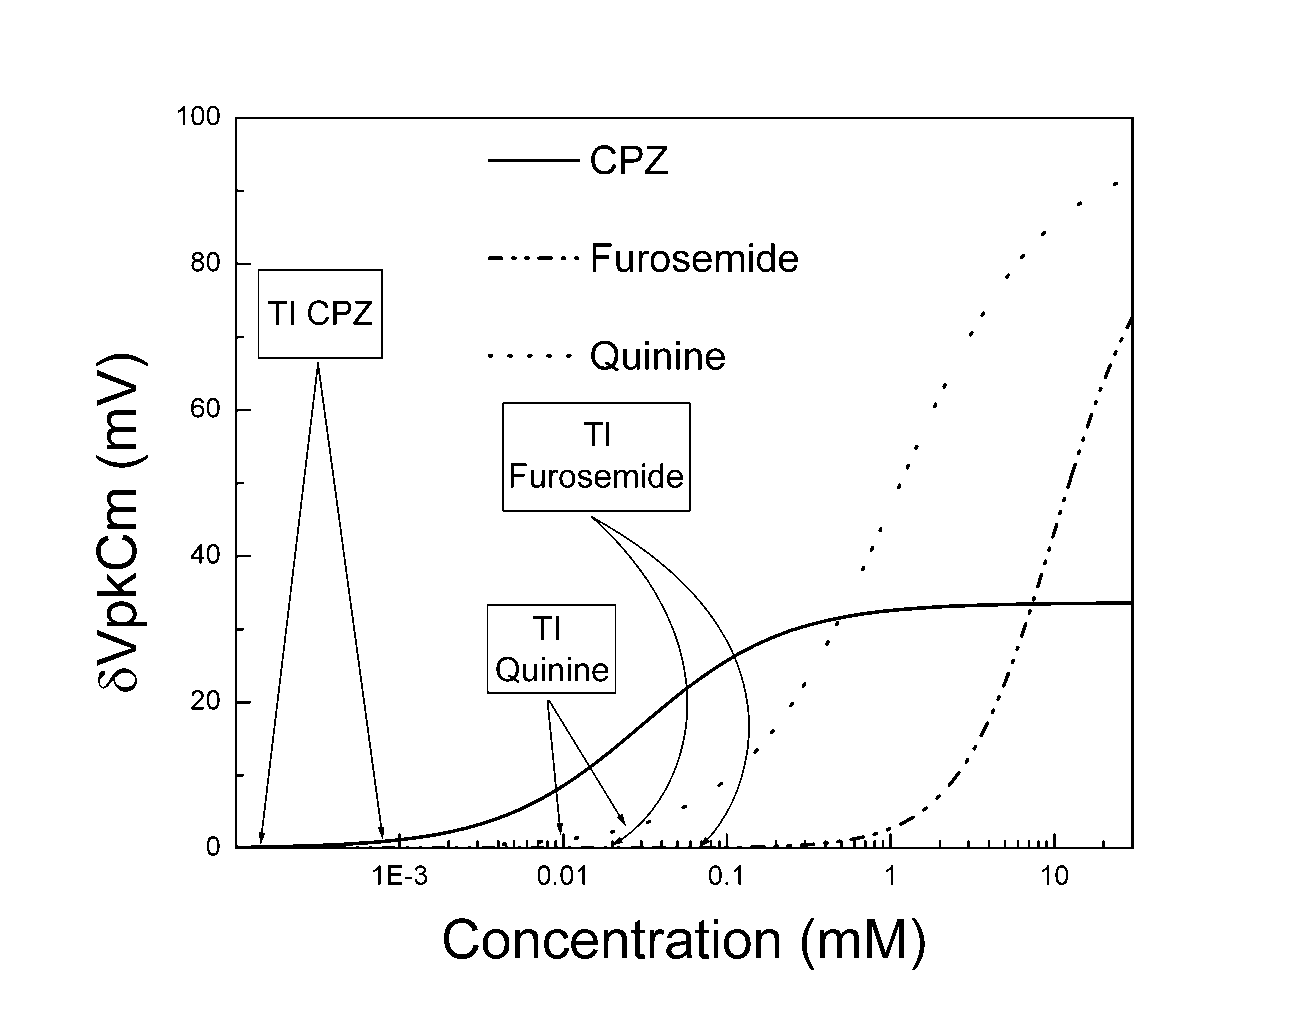 100
80
60
40
20
0
δVpkCm (mV)
CPZ
Furosemide
Quinine
TI CPZ
TI
Furosemide
TI
Quinine
1E-3
0.01
0.1
1
10
Concentration (mM)